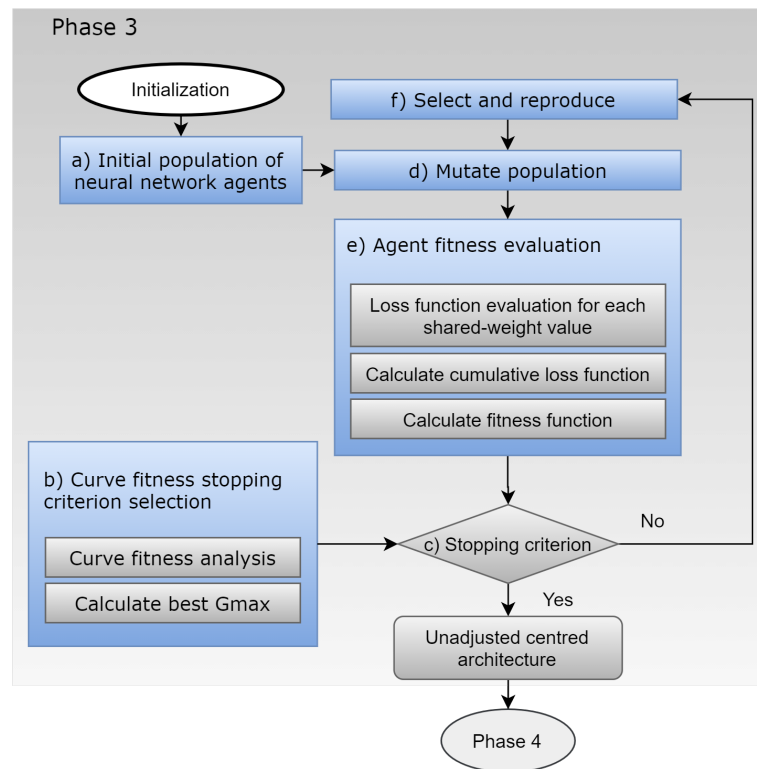 Phase 3
Initialization
f) Select and reproduce
a) Initial population of
neural network agents
d) Mutate population
e) Agent fitness evaluation
Loss function evaluation for each
shared-weight value
Calculate cumulative loss function
Calculate fitness function
b) Curve fitness stopping
criterion selection
Curve fitness analysis
Calculate best Gmax
c) Stopping criterion
No
Yes
Unadjusted centred
architecture
Phase 4